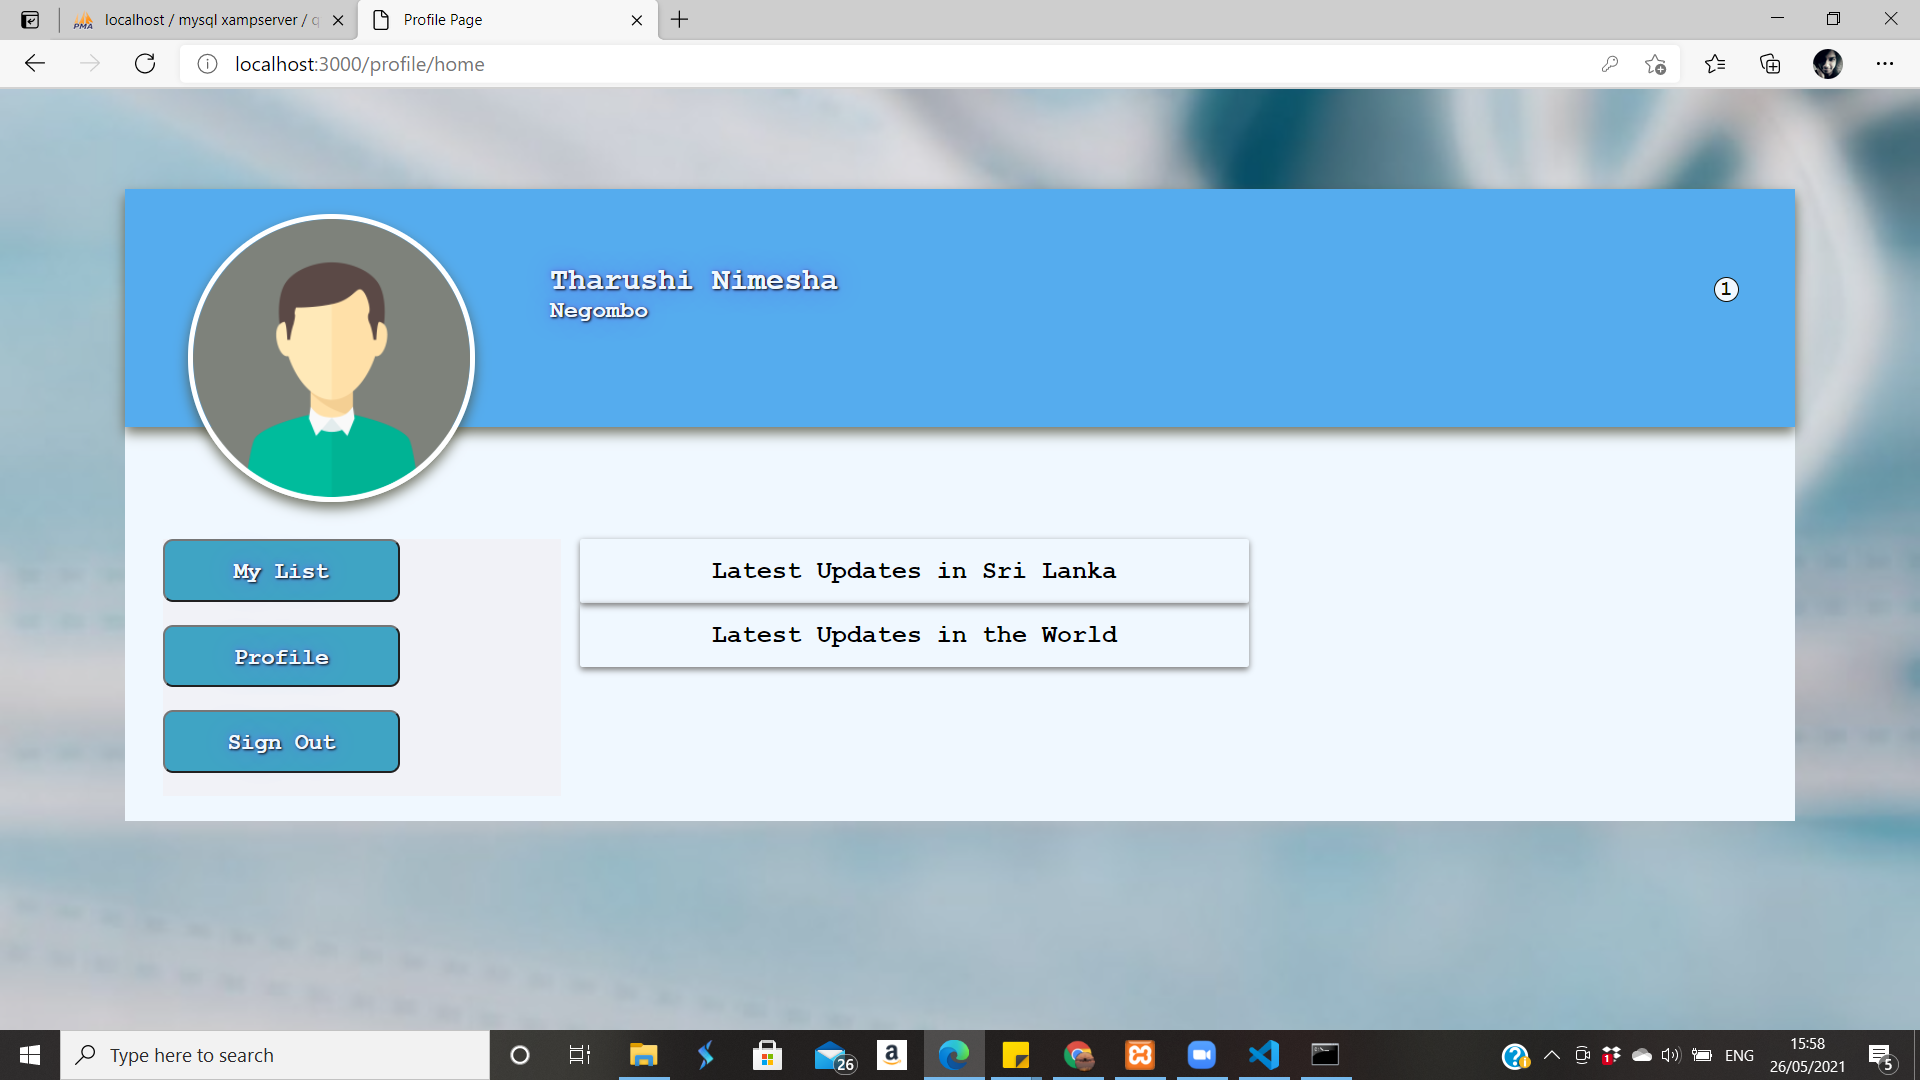 PMA localhost / mysql xampserver / q
Profile Page
localhost:3000/profile/home
Tharushi Nimesha
Negombo
1
My List
Profile
Sign Out
Latest Updates in Sri Lanka
Latest Updates in the World
Type here to search
26
a
1
ENG
15:58
26/05/2021
5